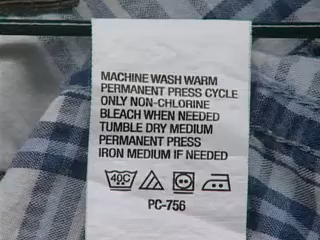 MACHINE WASH WARM
PERMANENT PRESS CYCLE
ONLY NON-CHLORINE
BLEACH WHEN NEEDED
TUMBLE DRY MEDIUM
PERMANENT PRESS
IRON MEDIUM IF NEEDED
40C
PC-756